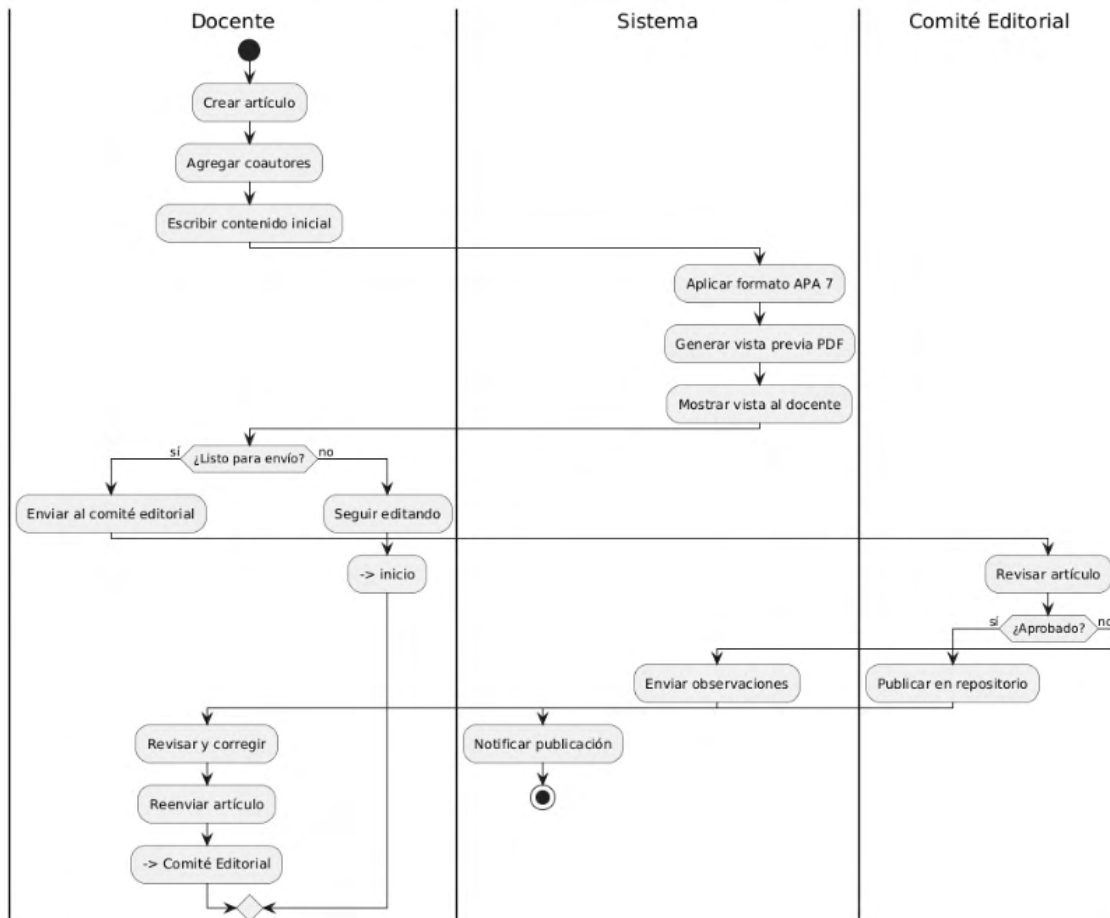 Docente
Sistema
Comité Editorial
Crear artículo
Agregar coautores
Escribir contenido inicial
Aplicar formato APA 7
Generar vista previa PDF
Mostrar vista al docente
sí
¿Listo para envío?
no
Enviar al comité editorial
Seguir editando
-> inicio
Revisar artículo
sí
¿Aprobado?
no
Enviar observaciones
Publicar en repositorio
Revisar y corregir
Notificar publicación
Reenviar artículo
-> Comité Editorial